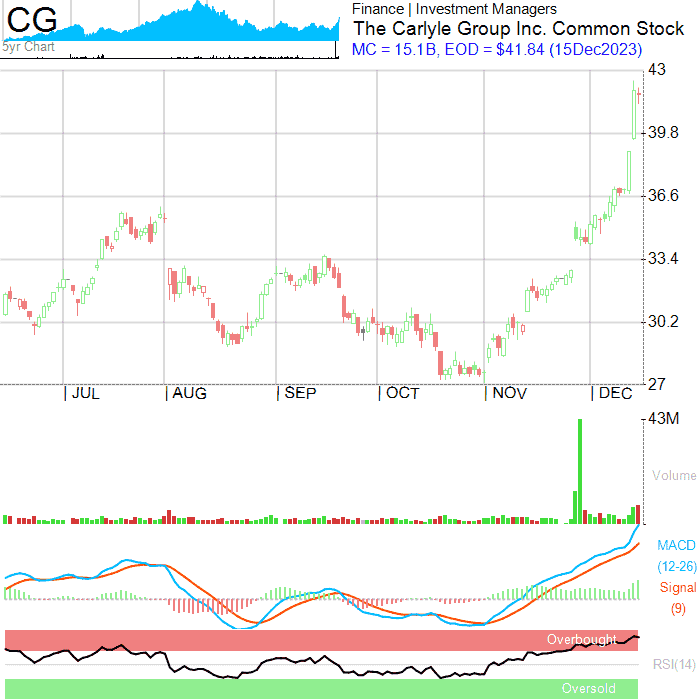 CG
5yr Chart
Finance | Investment Managers
The Carlyle Group Inc. Common Stock
MC = 15.1B, EOD = $41.84 (15Dec2023)
43
39.8
36.6
33.4
30.2
27
| JUL | AUG | SEP | OCT | NOV | DEC
43M
Volume
MACD
(12-26)
Signal
(9)
Overbought
RSI(14)
Oversold